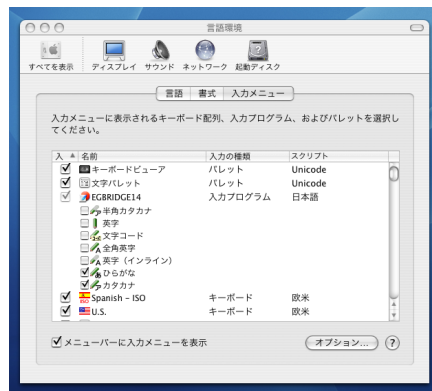 言語環境
すべてを表示 ディスプレイ サウンド ネットワーク 起動ディスク
言語 書式 入力メニュー
入力メニューに表示されるキーボード配列、入力プログラム、およびパレットを選択し
てください。
入 名前 入力の種類 スクリプト
キーボードビューア パレット Unicode
文字パレット パレット Unicode
EGBRIDGE14 入力プログラム 日本語
半角カタカナ
英字
文字コード
全角英字
英字（インライン）
ひらがな
カタカナ
Spanish - ISO キーボード 欧米
U.S. キーボード 欧米
メニューバーに入力メニューを表示 オプション... ?